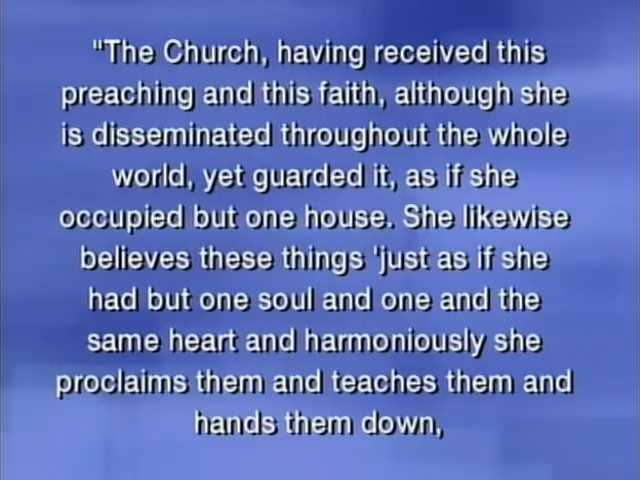 "The Church, having received this
preaching and this faith, although she
is disseminated throughout the whole
world, yet guarded it, as if she
occupied but one house. She likewise
believes these things 'just as if she
had but one soul and one and the
same heart and harmoniously she
proclaims them and teaches them and
hands them down,